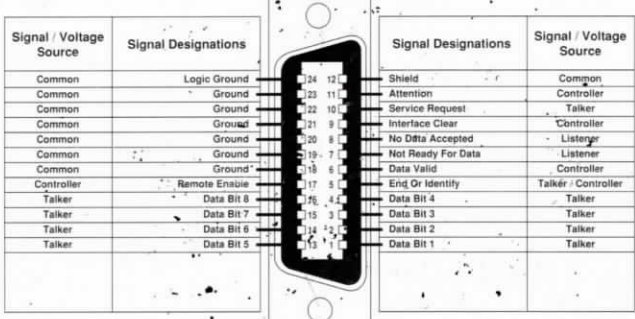 Signal / Voltage Source Signal Designations Signal Designations Signal / Voltage Source
Common Logic Ground 24 12 Shield Common
Common Ground 23 11 Attention Controller
Common Ground 22 10 Service Request Talker
Common Ground 21 9 Interface Clear Controller
Common Ground 20 8 No Data Accepted Listener
Common Ground 19 7 Not Ready For Data Listener
Common Ground 18 6 Data Valid Controller
Controller Remote Enable 17 5 End Or Identify Talker / Controller
Talker Data Bit 8 16 4 Data Bit 4 Talker
Talker Data Bit 7 15 3 Data Bit 3 Talker
Talker Data Bit 6 14 2 Data Bit 2 Talker
Talker Data Bit 5 13 1 Data Bit 1 Talker